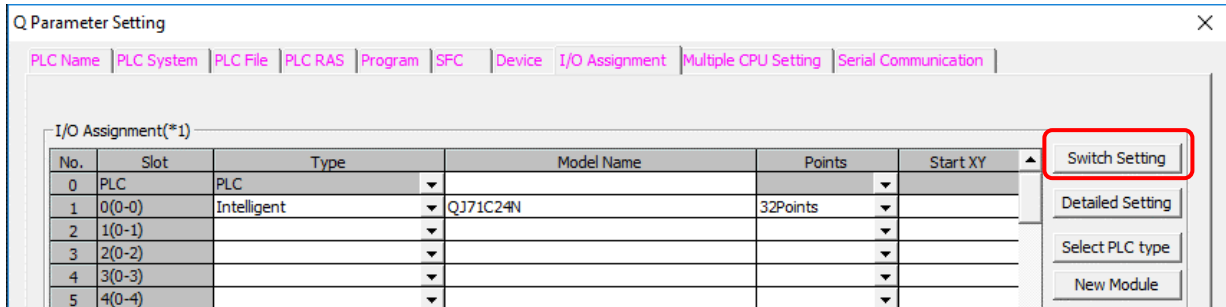 Q Parameter Setting
PLC Name PLC System PLC File PLC RAS Program SFC Device I/O Assignment Multiple CPU Setting Serial Communication
I/O Assignment(*1)
No. Slot Type Model Name Points Start XY
0 PLC PLC
1 0(0-0) Intelligent QJ71C24N 32Points
2 1(0-1)
3 2(0-2)
4 3(0-3)
5 4(0-4)
Switch Setting
Detailed Setting
Select PLC type
New Module